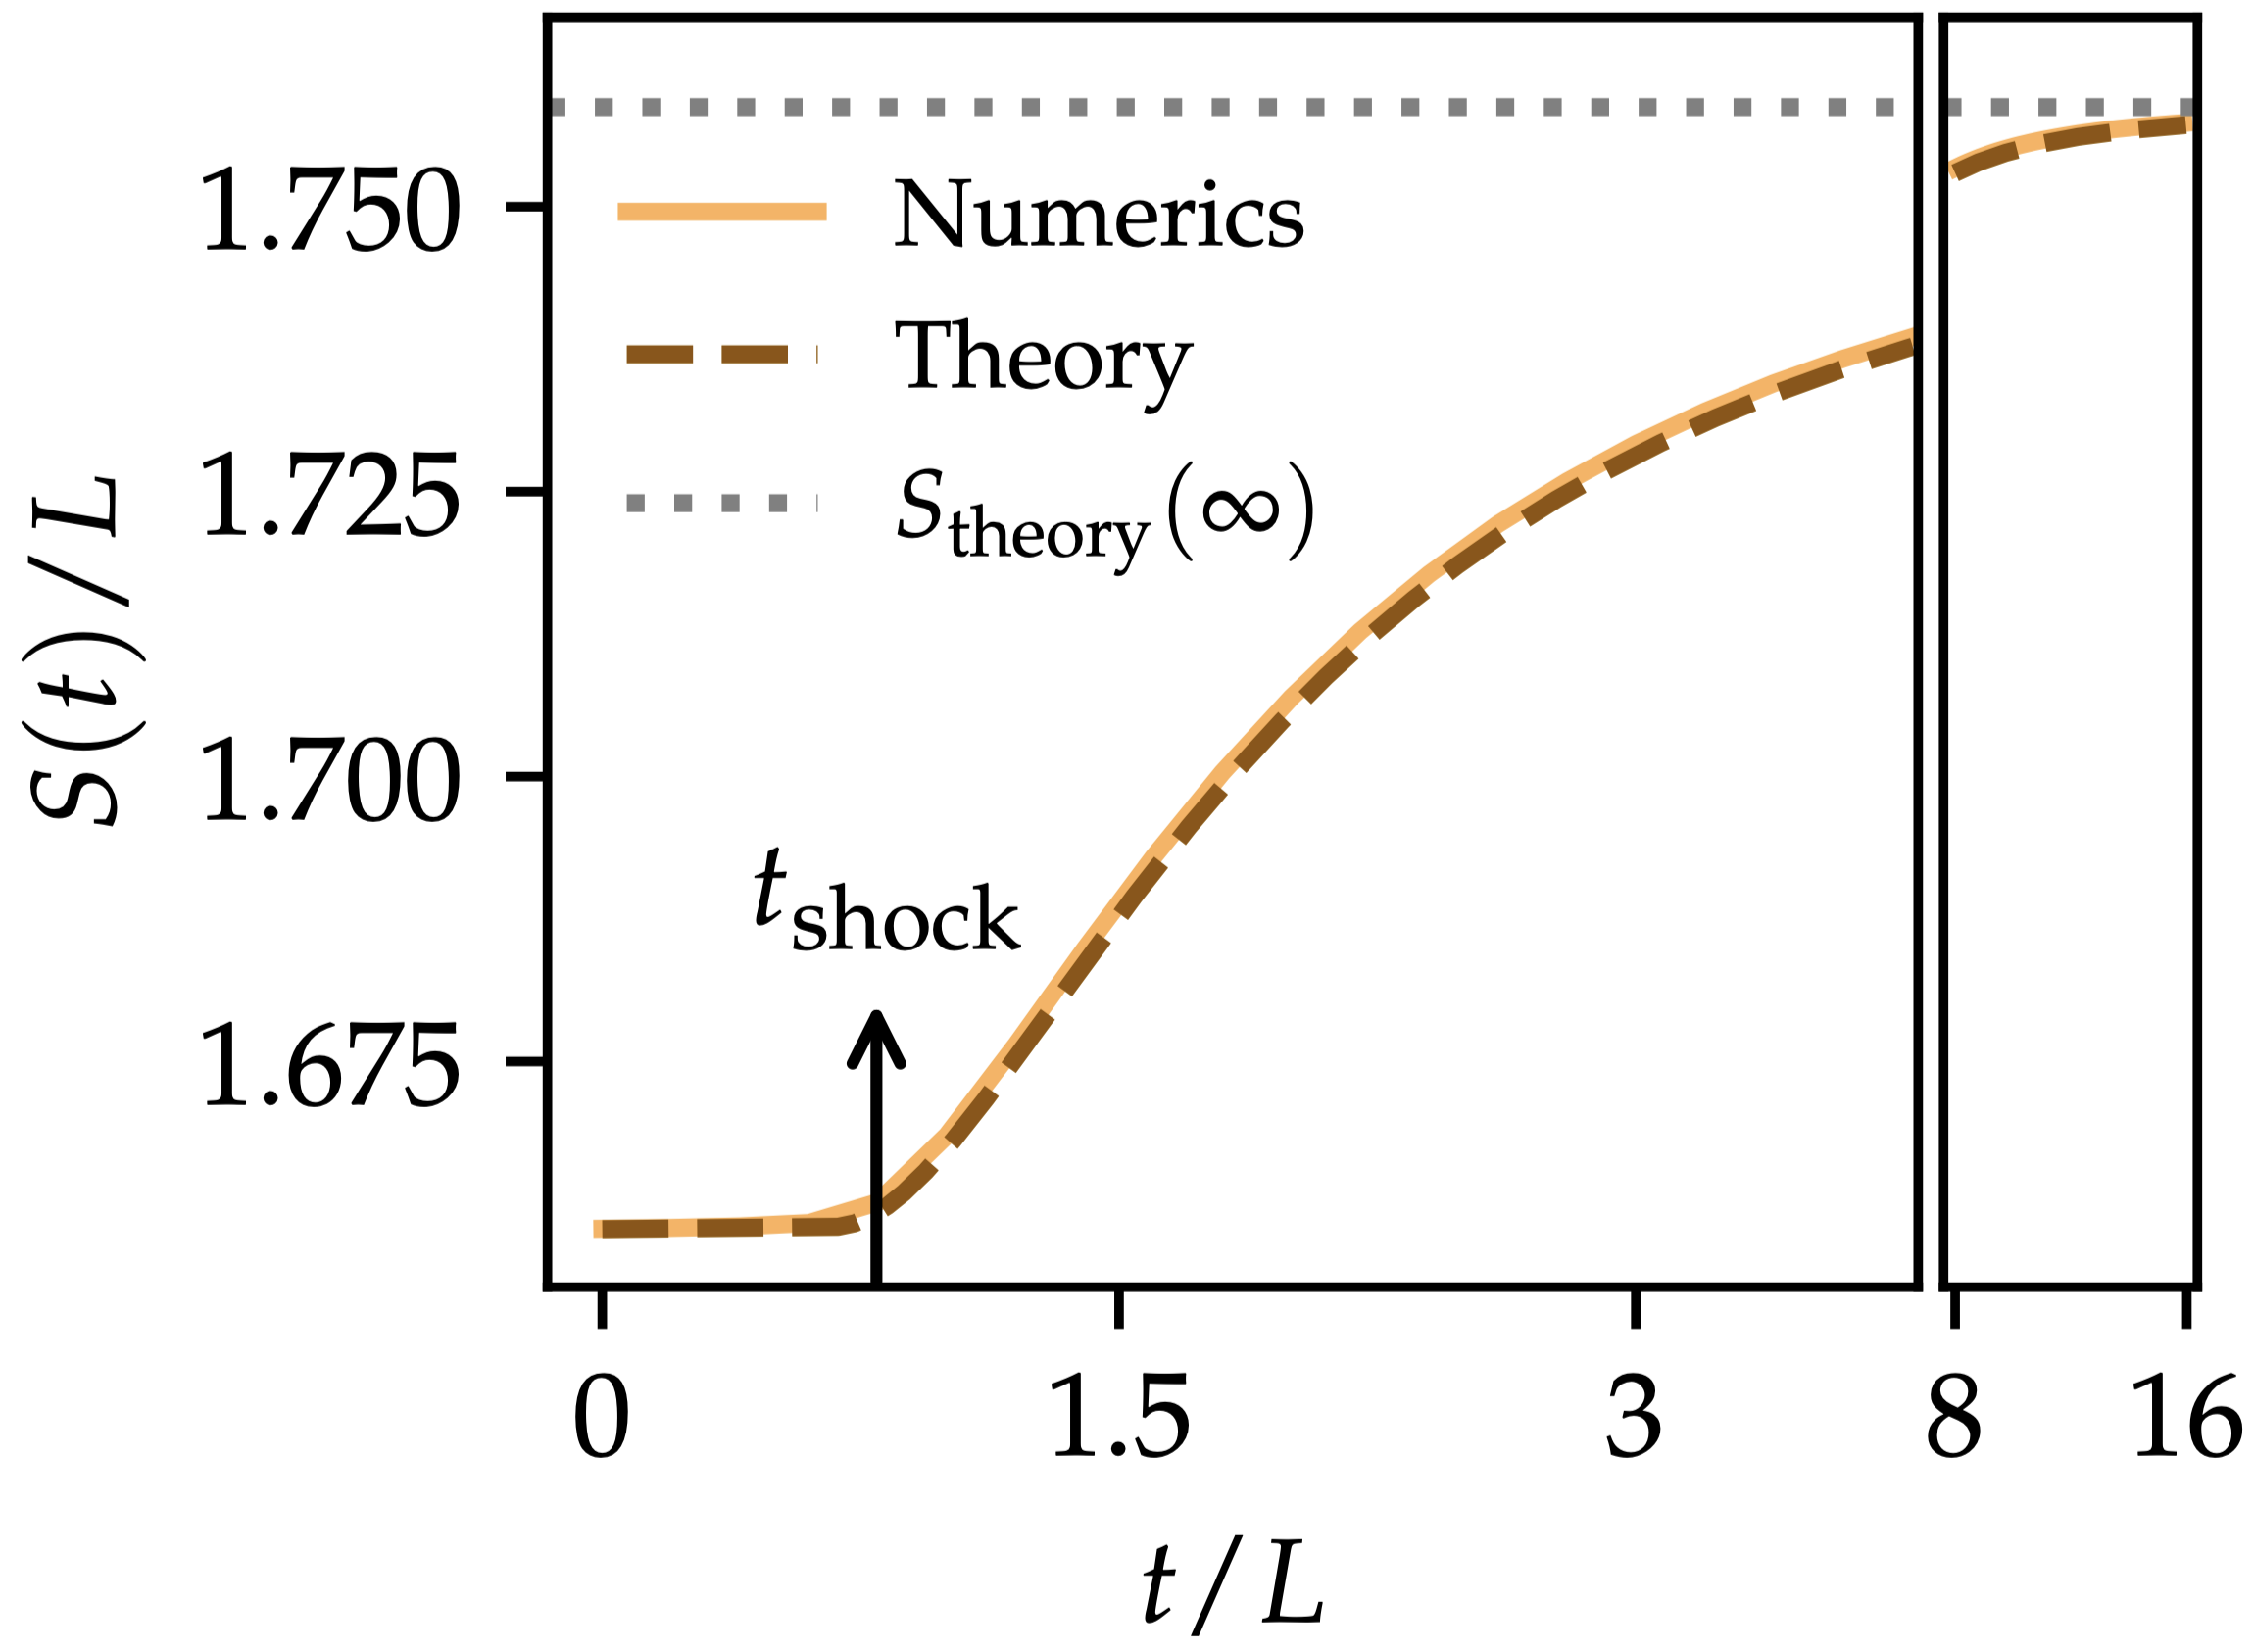 S(t)/L
1.750
1.725
1.700
1.675
Numerics
Theory
S_theory(∞)
t_shock
0 1.5 3 8 16
t/L